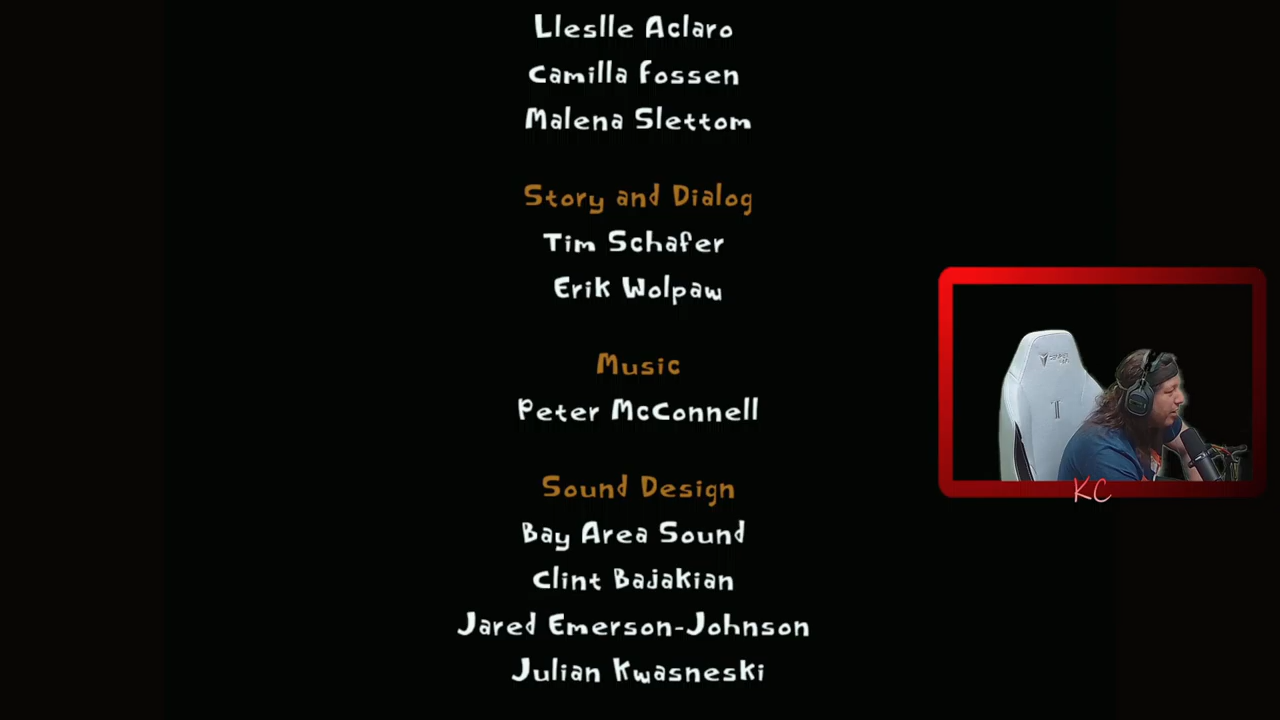 Lleslle Aclaro
Camilla Fossen
Malena Slettom
Story and Dialog
Tim Schafer
Erik Wolpaw
Music
Peter McConnell
Sound Design
Bay Area Sound
Clint Bajakian
Jared Emerson-Johnson
Julian Kwasneski
KC